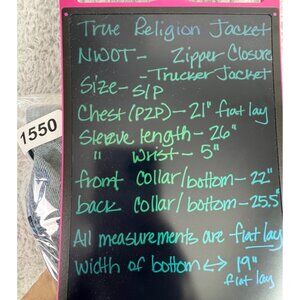 True Religion Jacket
NWOT - Zipper Closure
- Trucker Jacket
Size - S/P
Chest (P2P) - 21" flat lay
Sleeve length - 26"
" Wrist - 5"
front collar/bottom - 22"
back collar/bottom - 25.5"
All measurements are flat lay
Width of bottom ↔ 19"
flat lay
1550